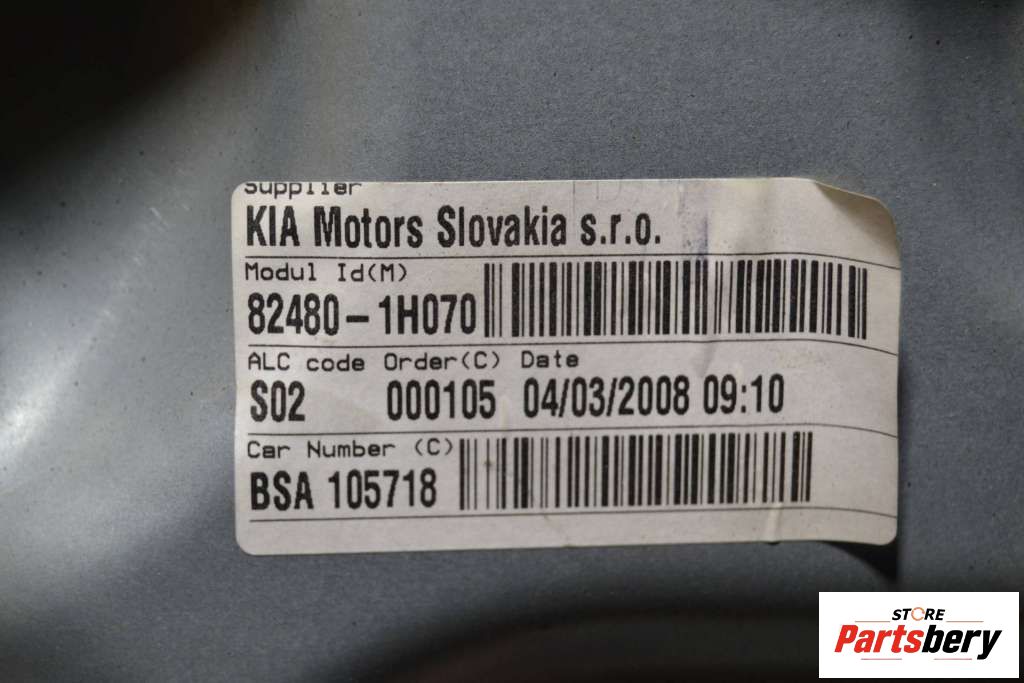 Supplier
KIA Motors Slovakia s.r.o.
Modul Id(M)
82480-1H070
ALC code Order(C) Date
S02 000105 04/03/2008 09:10
Car Number (C)
BSA 105718
STORE
Partsbery